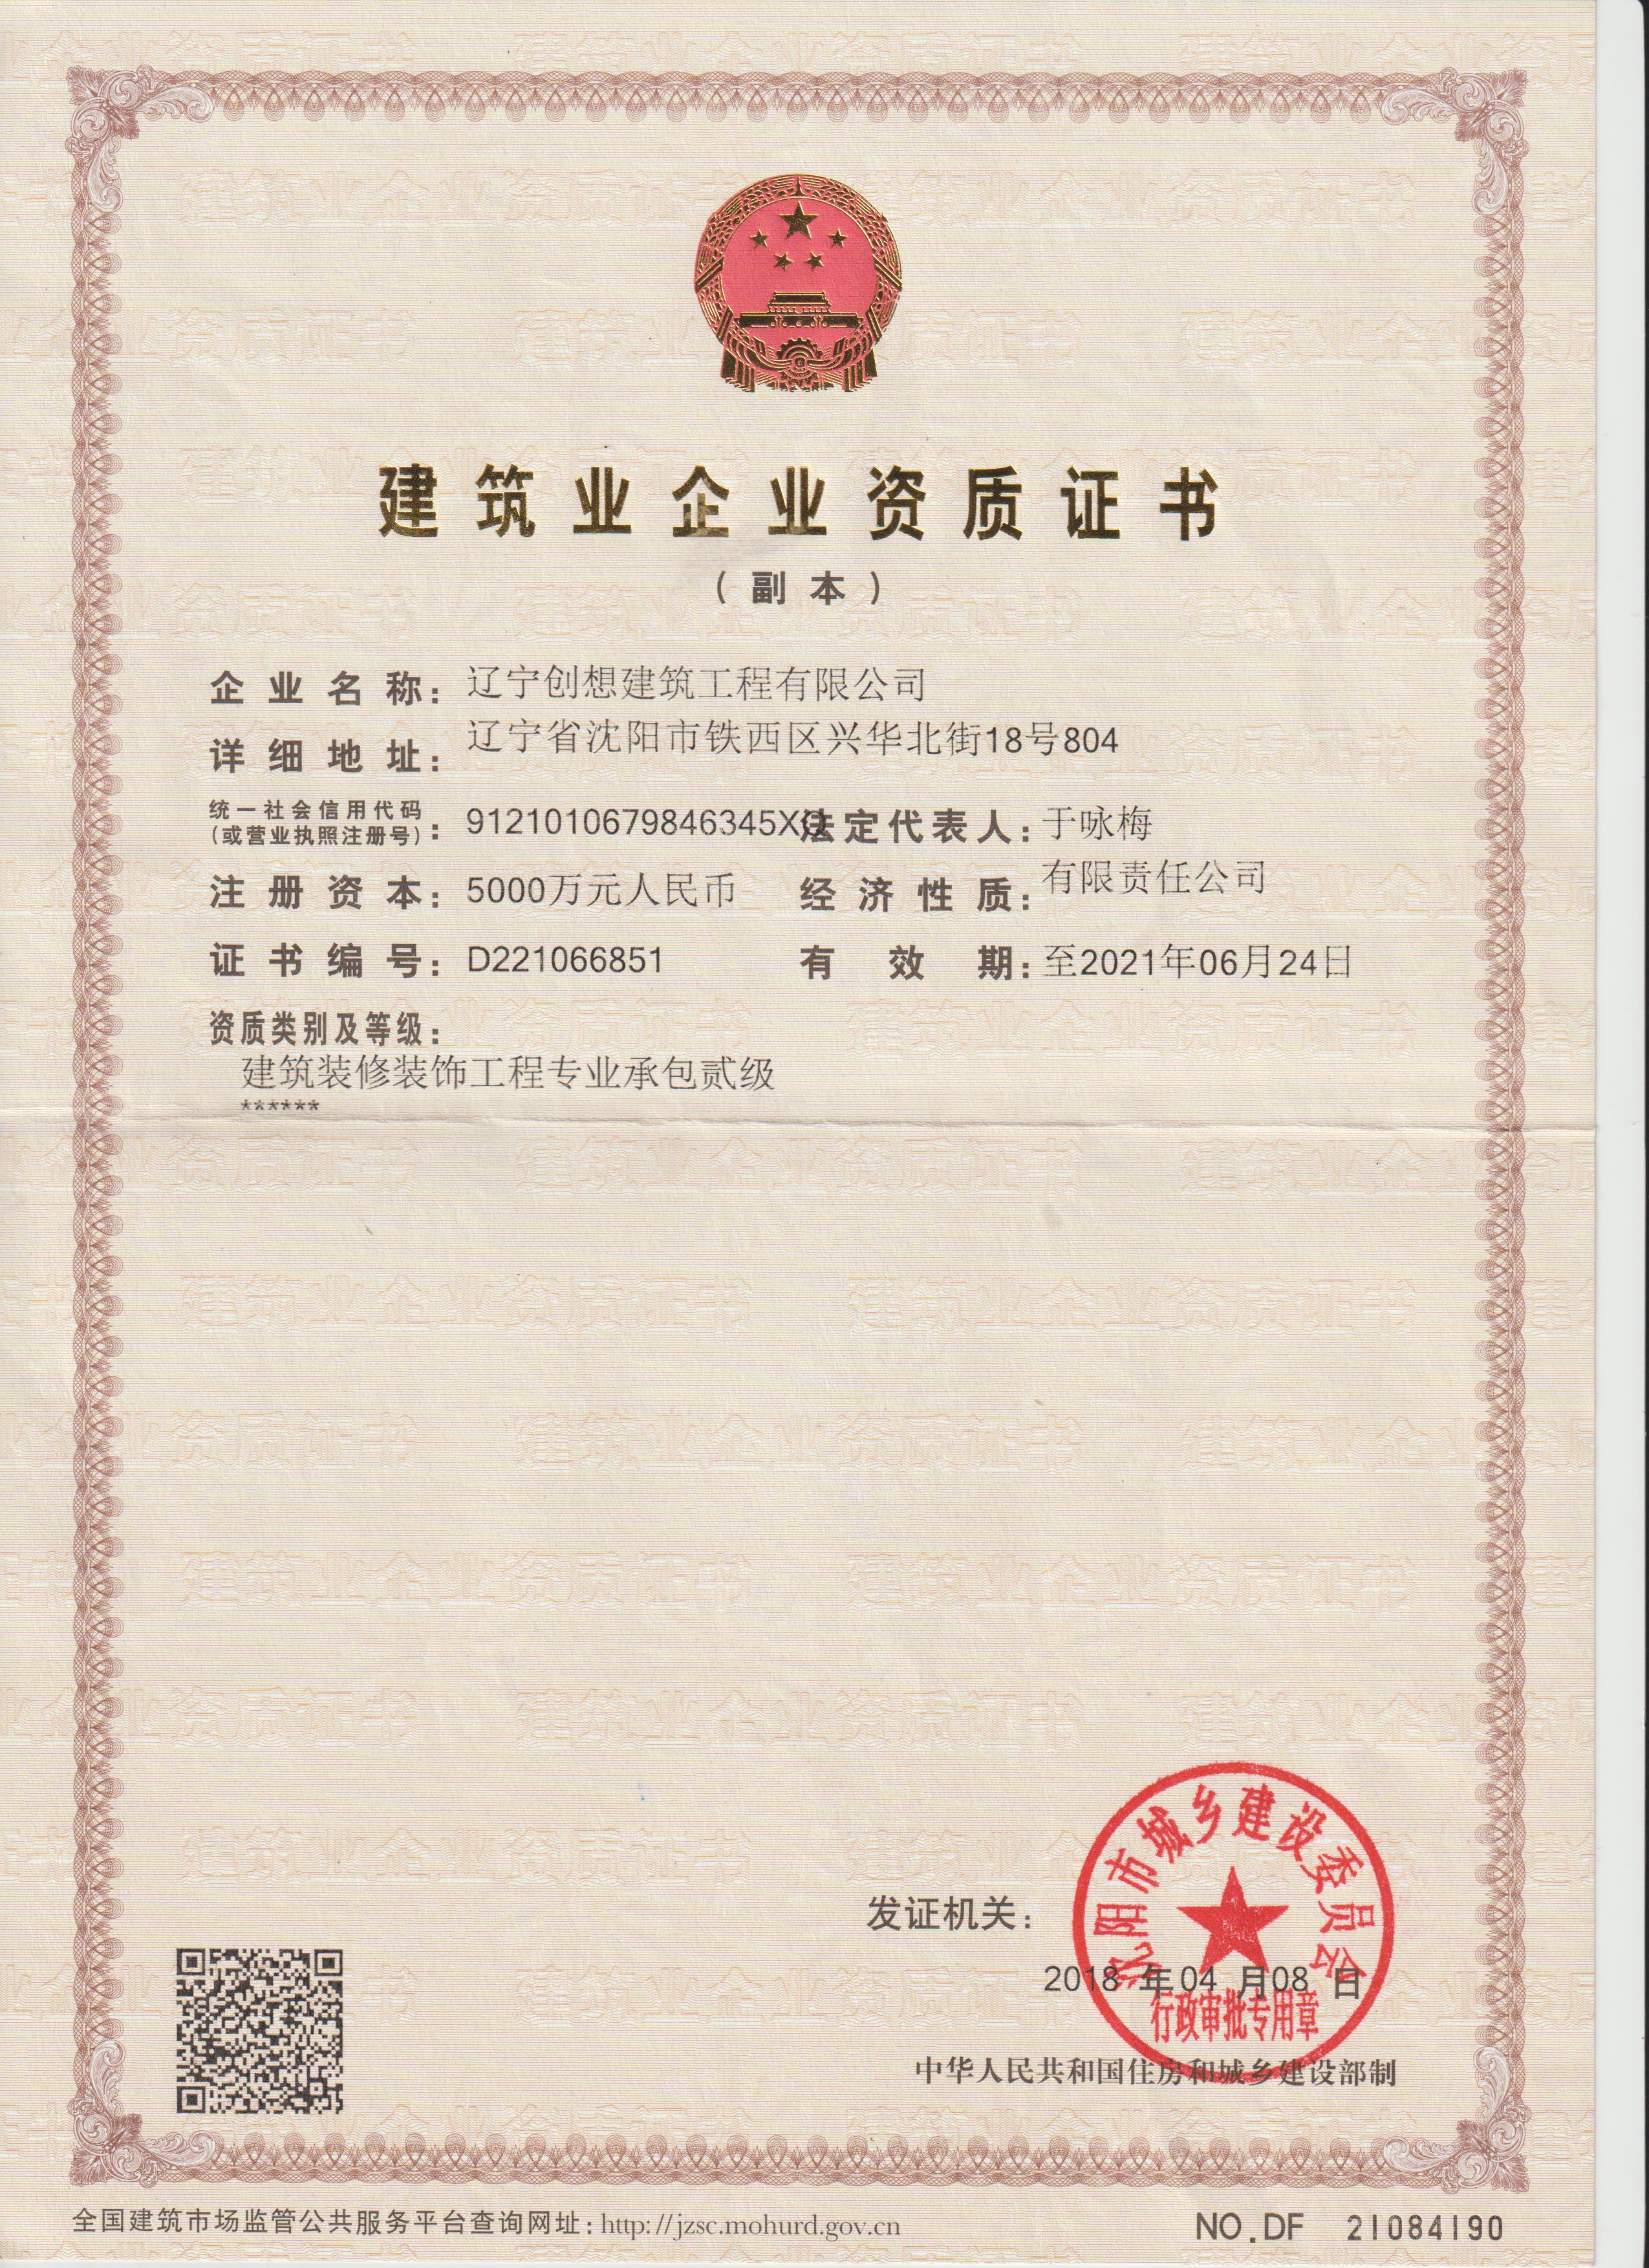 建筑业企业资质证书
(副本)
企业名称: 辽宁创想建筑工程有限公司
详细地址: 辽宁省沈阳市铁西区兴华北街18号804
统一社会信用代码
(或营业执照注册号): 9121010679846345XQ 法定代表人: 于咏梅
注册资本: 5000万元人民币 经济性质: 有限责任公司
证书编号: D221066851 有效期: 至2021年06月24日
资质类别及等级:
建筑装修装饰工程专业承包贰级
******
发证机关:
沈阳市城乡建设委员会
2018 年04 月08 日
行政审批专用章
中华人民共和国住房和城乡建设部制
全国建筑市场监管公共服务平台查询网址:http://jzsc.mohurd.gov.cn
NO.DF 21084190